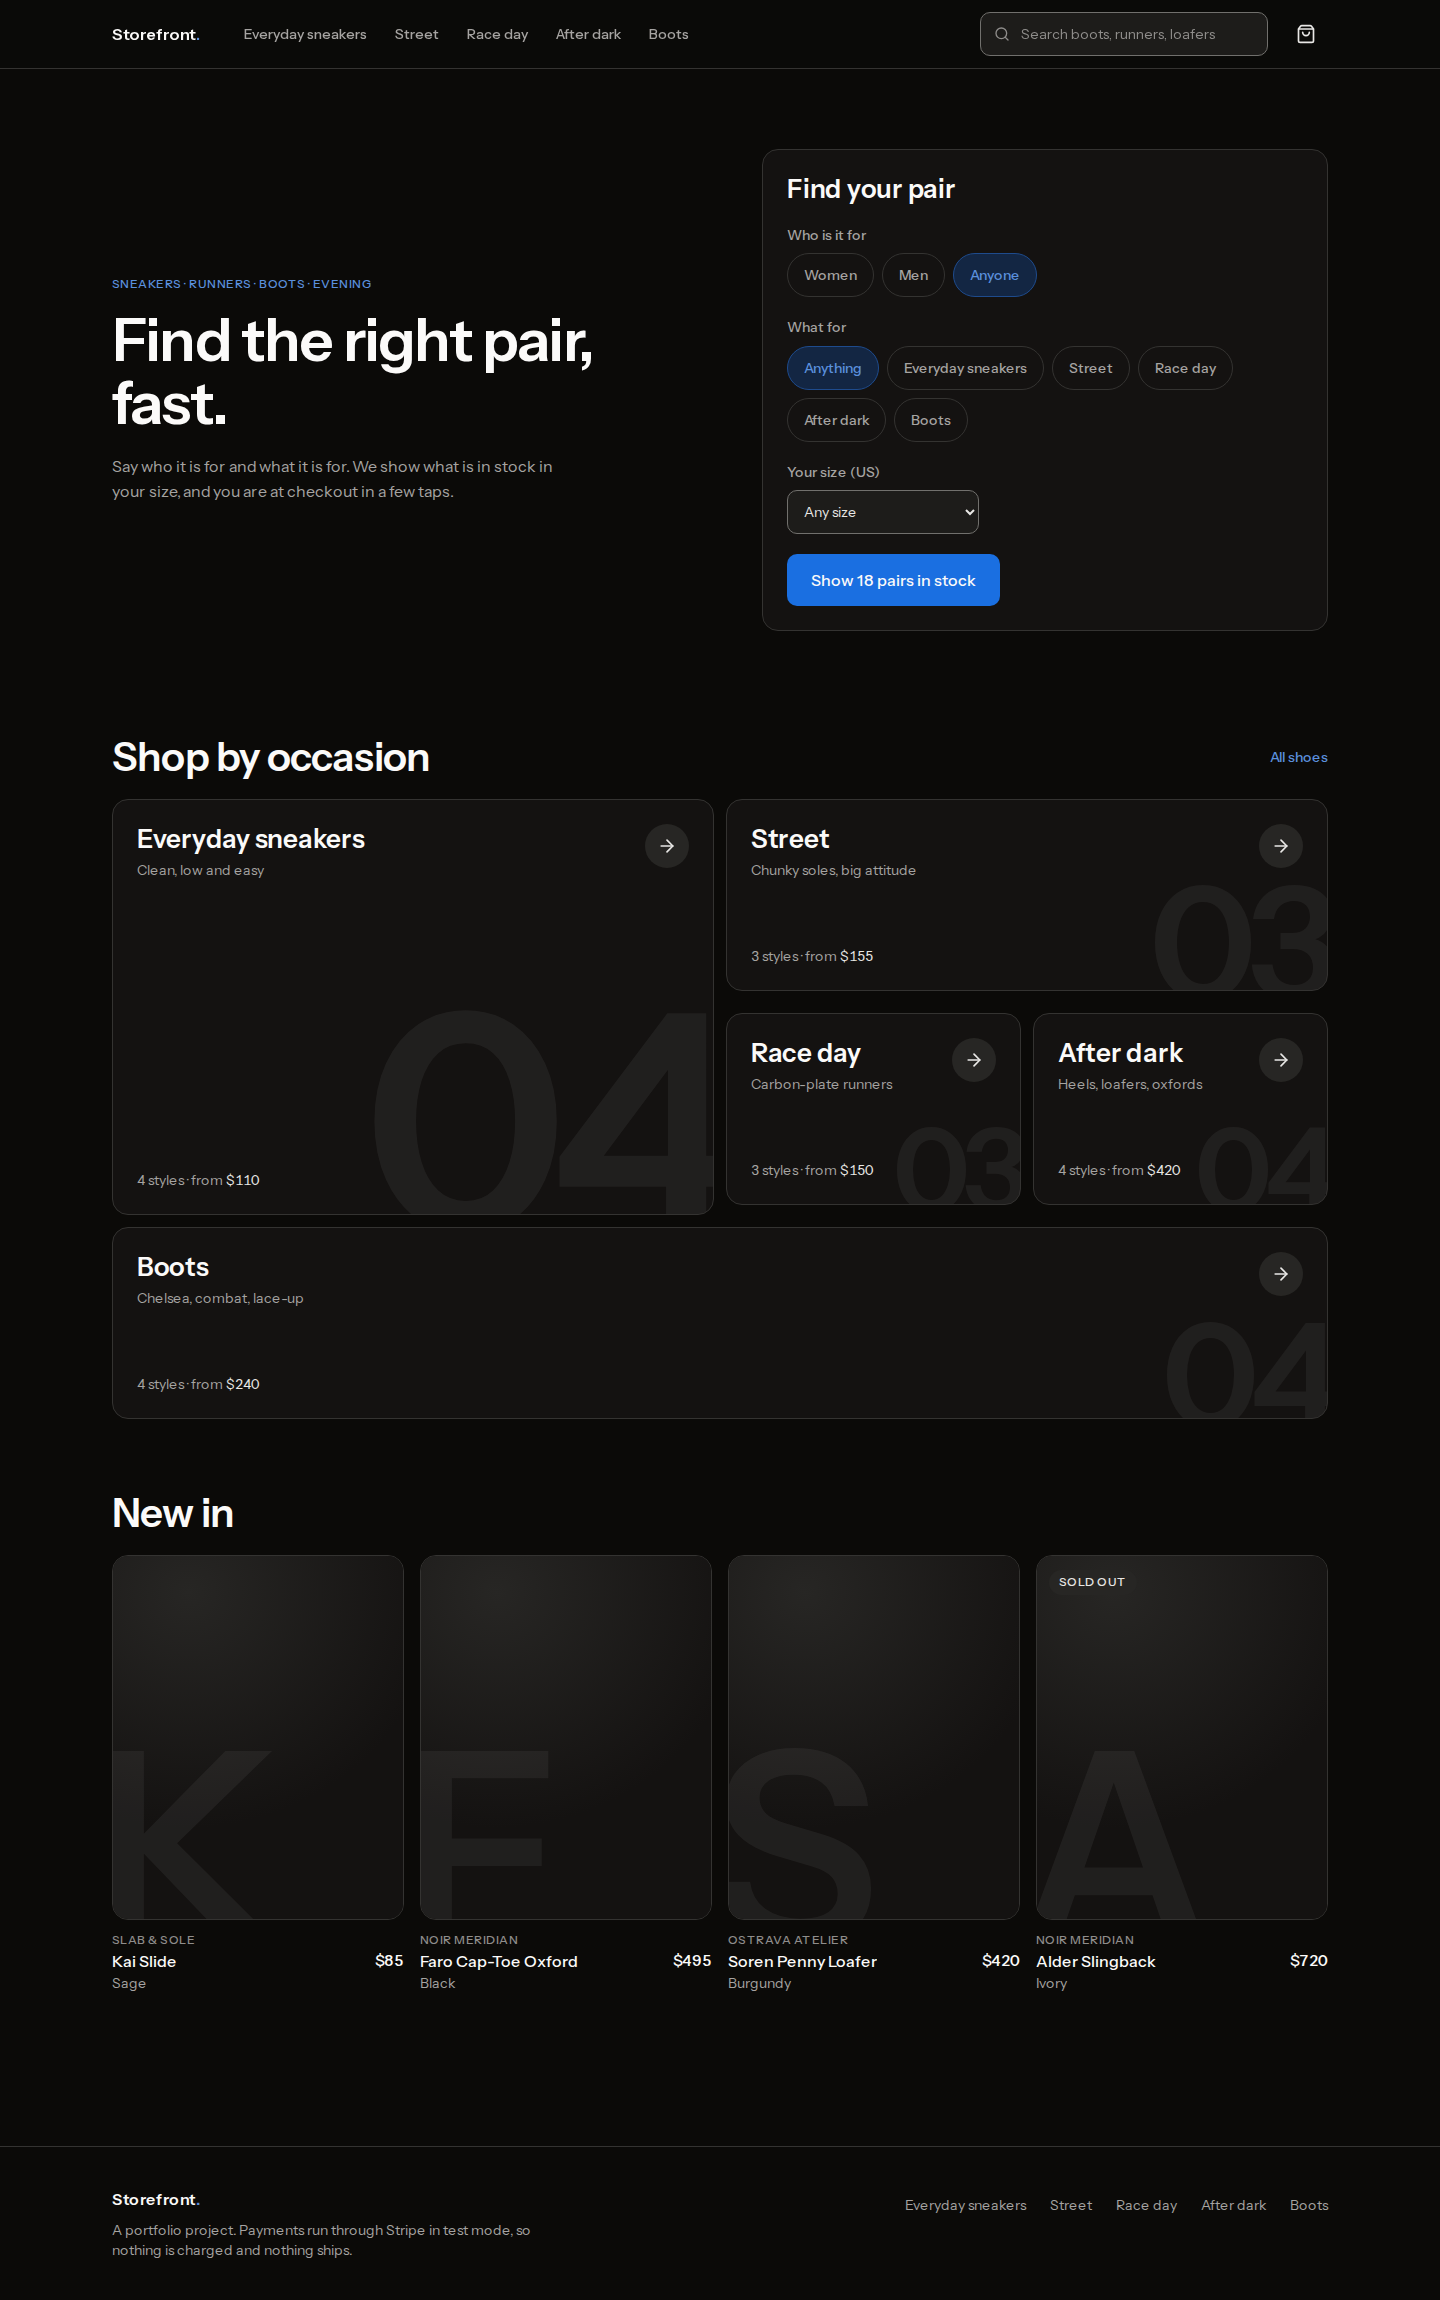 Storefront.
Everyday sneakers
Street
Race day
After dark
Boots
Search boots, runners, loafers
SNEAKERS · RUNNERS · BOOTS · EVENING
Find the right pair,
fast.
Say who it is for and what it is for. We show what is in stock in
your size, and you are at checkout in a few taps.
Find your pair
Who is it for
Women
Men
Anyone
What for
Anything
Everyday sneakers
Street
Race day
After dark
Boots
Your size (US)
Any size
Show 18 pairs in stock
Shop by occasion
All shoes
Everyday sneakers
Clean, low and easy
04
4 styles · from $110
Street
Chunky soles, big attitude
03
3 styles · from $155
Race day
Carbon-plate runners
03
3 styles · from $150
After dark
Heels, loafers, oxfords
04
4 styles · from $420
Boots
Chelsea, combat, lace-up
04
4 styles · from $240
New in
K
SLAB & SOLE
Kai Slide
$85
Sage
F
NOIR MERIDIAN
Faro Cap-Toe Oxford
$495
Black
S
OSTRAVA ATELIER
Soren Penny Loafer
$420
Burgundy
SOLD OUT
A
NOIR MERIDIAN
Alder Slingback
$720
Ivory
Storefront.
A portfolio project. Payments run through Stripe in test mode, so
nothing is charged and nothing ships.
Everyday sneakers
Street
Race day
After dark
Boots